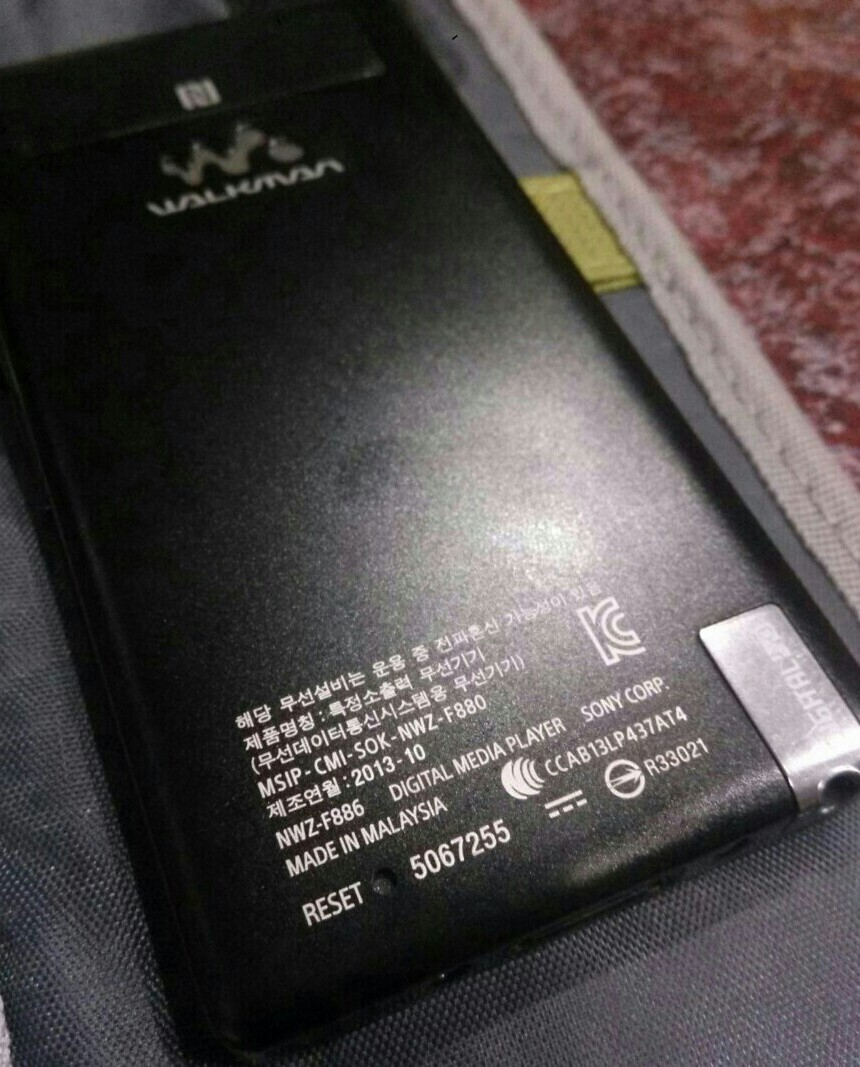 WALKMAN
해당 무선설비는 운용 중 전파혼신 가능성이 있음
제품명칭 : 특정소출력 무선기기
(무선데이터통신시스템용 무선기기)
MSIP-CMI-SOK-NWZ-F880
제조연월 : 2013-10
NWZ-F886 DIGITAL MEDIA PLAYER SONY CORP.
MADE IN MALAYSIA CCAB13LP437AT4
R33021
RESET 5067255